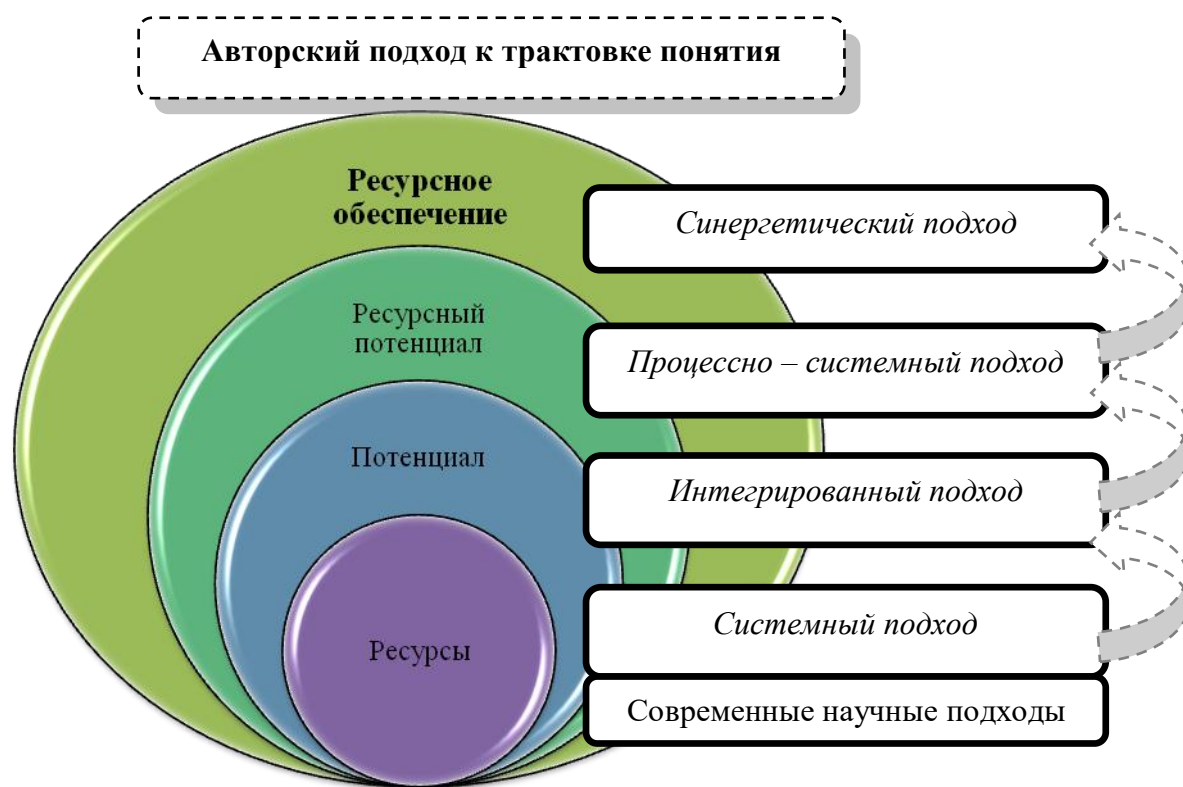 Авторский подход к трактовке понятия
Ресурсное
обеспечение
Ресурсный
потенциал
Потенциал
Ресурсы
Синергетический подход
Процессно – системный подход
Интегрированный подход
Системный подход
Современные научные подходы